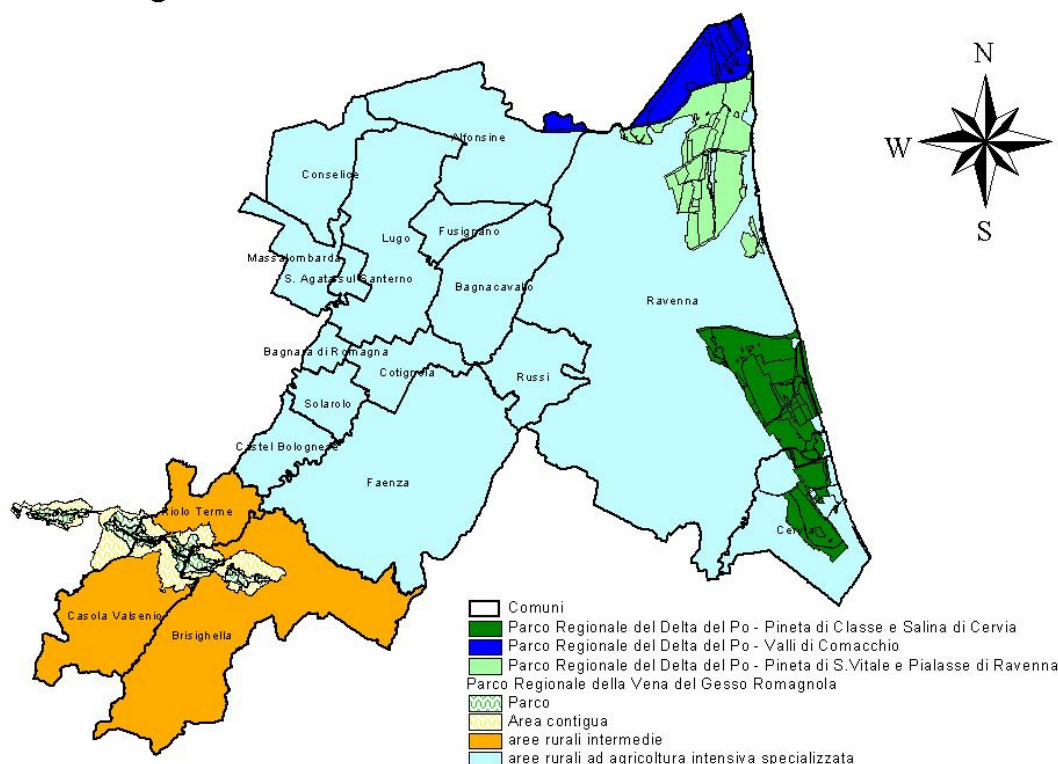 N
W
S
Alfonsine
Conselice
Fusignano
Lugo
Massalombarda
S. Agata sul Santerno
Bagnacavallo
Ravenna
Bagnara di Romagna
Cotignola
Russi
Solarolo
Castel Bolognese
Faenza
Riolo Terme
Cervia
Casola Valsenio
Brisighella
Comuni
Parco Regionale del Delta del Po - Pineta di Classe e Salina di Cervia
Parco Regionale del Delta del Po - Valli di Comacchio
Parco Regionale del Delta del Po - Pineta di S.Vitale e Pialasse di Ravenna
Parco Regionale della Vena del Gesso Romagnola
Parco
Area contigua
aree rurali intermedie
aree rurali ad agricoltura intensiva specializzata